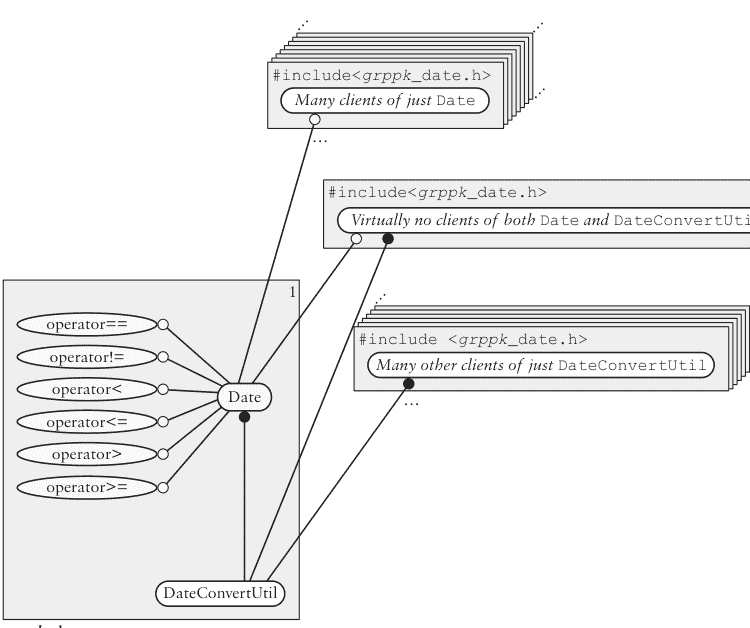 #include<grppk_date.h>
Many clients of just Date
...
#include<grppk_date.h>
Virtually no clients of both Date and DateConvertUti
1
#include <grppk_date.h>
Many other clients of just DateConvertUtil
...
operator==
operator!=
operator<
operator<=
operator>
operator>=
Date
DateConvertUtil